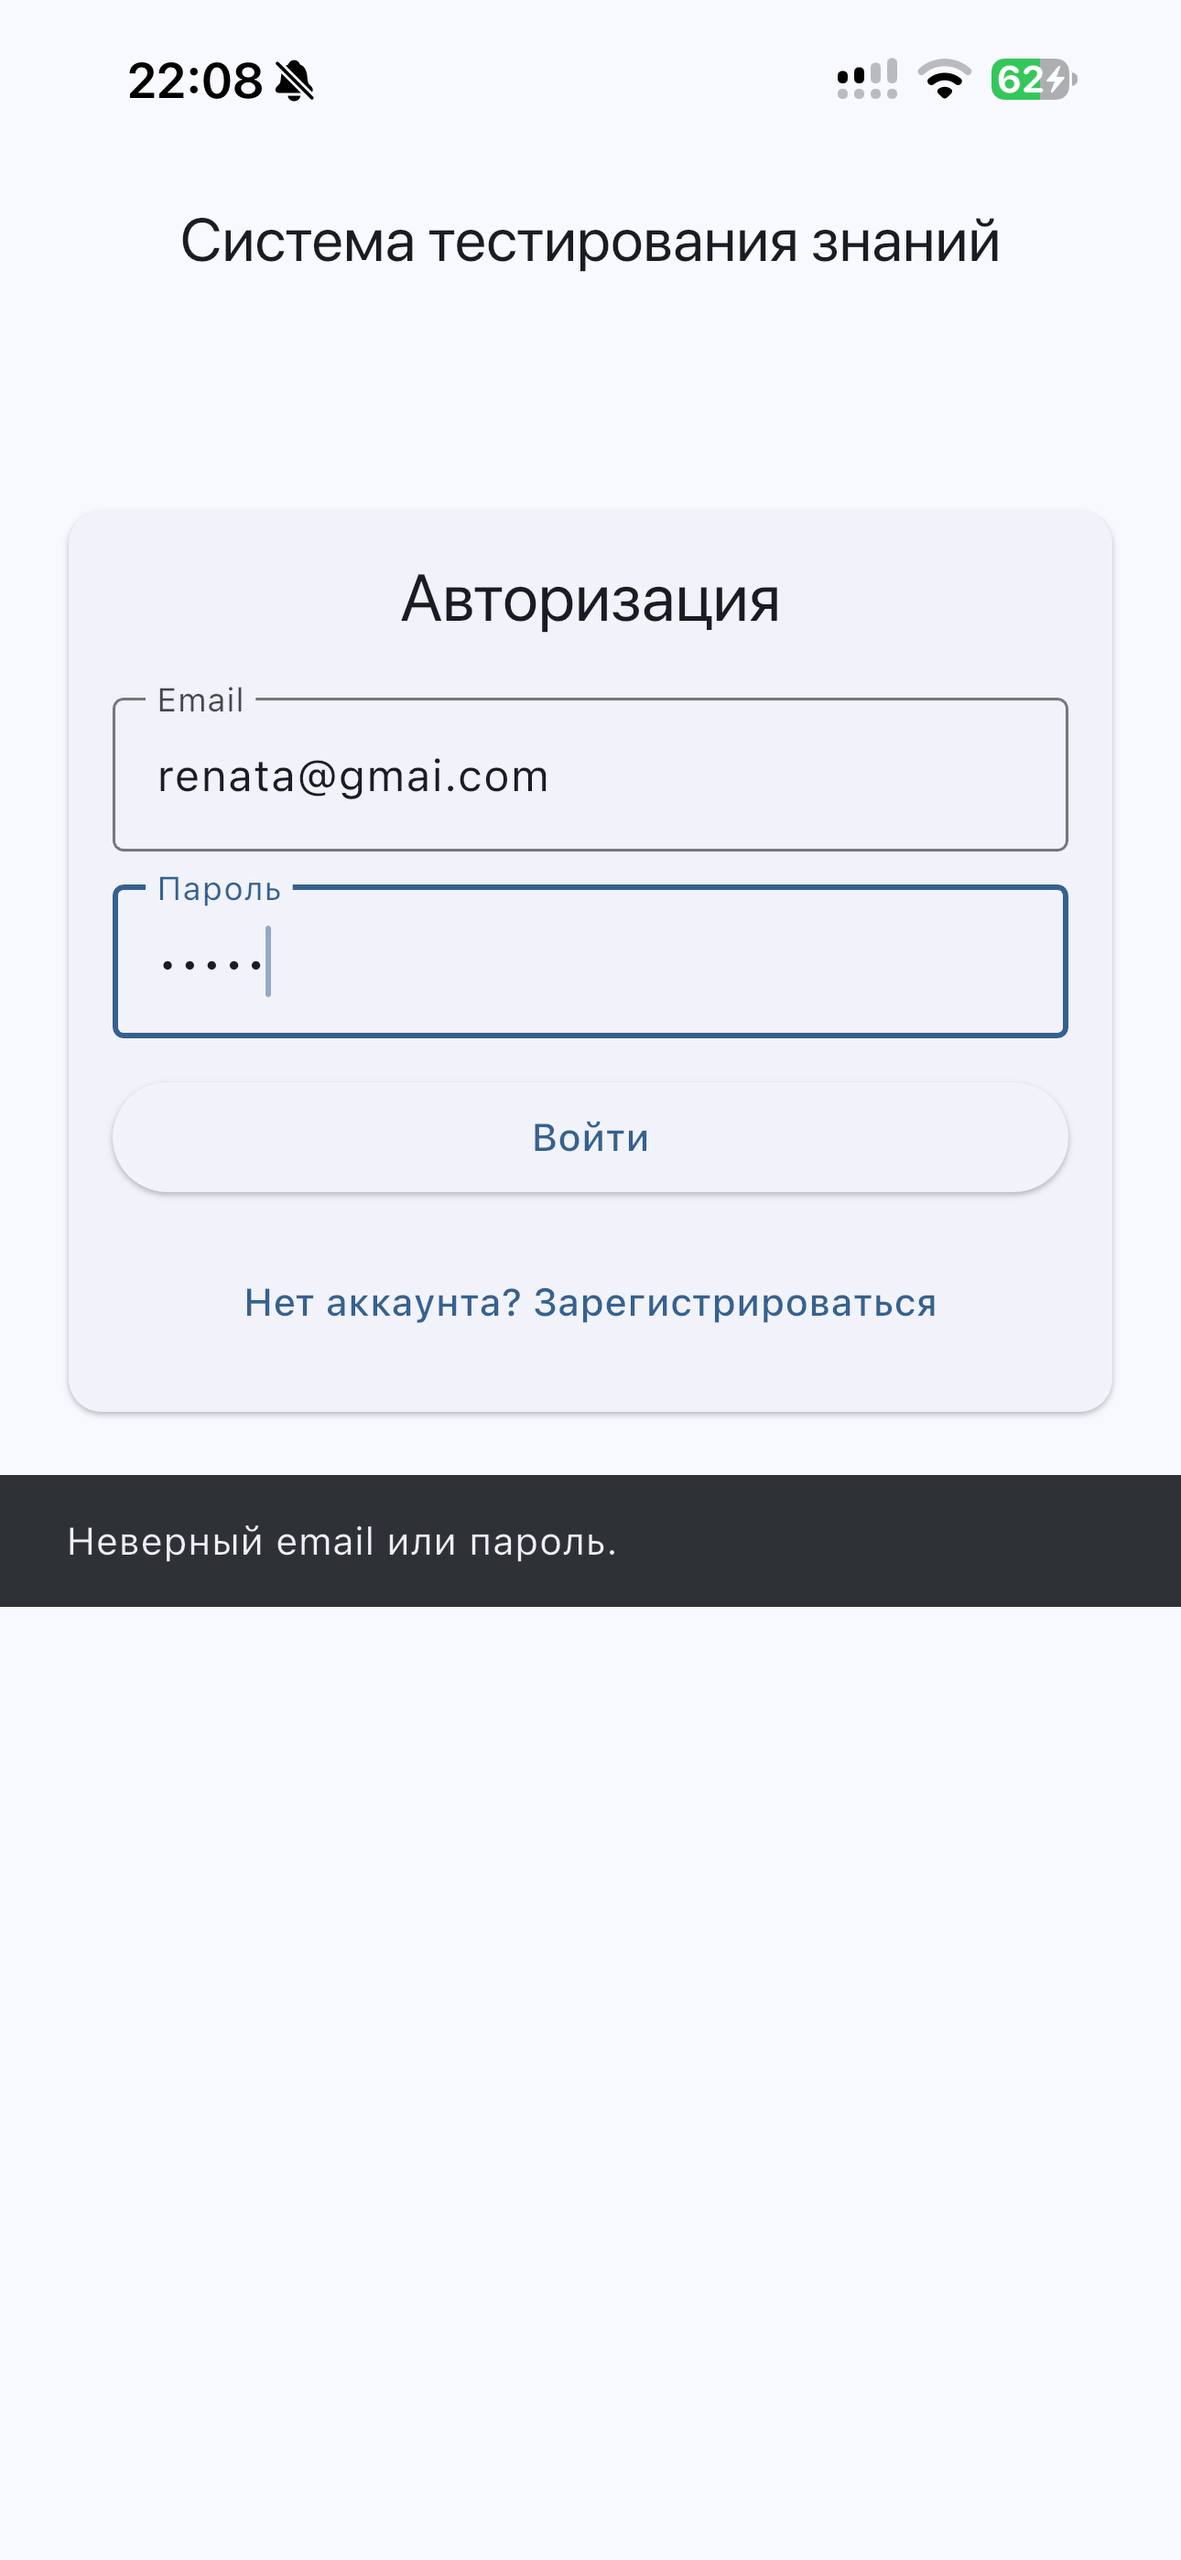 22:08
62
Система тестирования знаний
Авторизация
Email
renata@gmai.com
Пароль
•••••
Войти
Нет аккаунта? Зарегистрироваться
Неверный email или пароль.